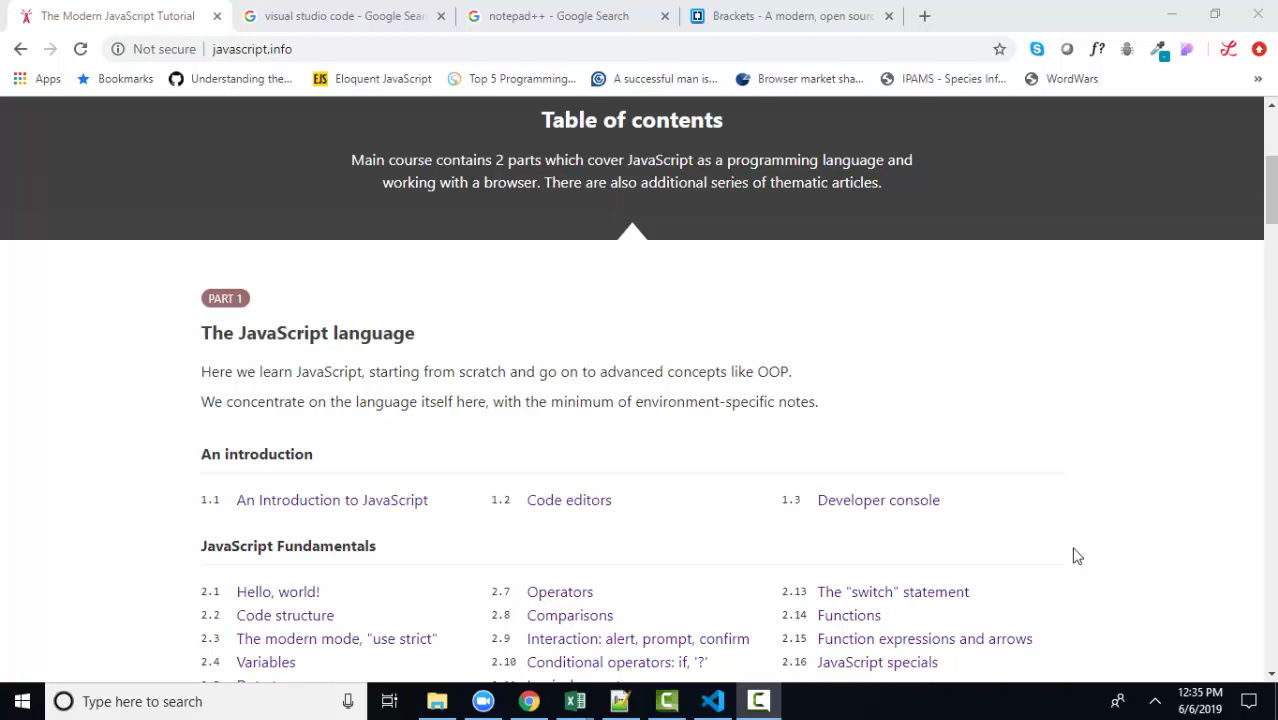 The Modern JavaScript Tutorial
visual studio code - Google Sear
notepad++ - Google Search
Brackets - A modern, open sourc
Not secure
javascript.info
Apps
Bookmarks
Understanding the...
Eloquent JavaScript
Top 5 Programming...
A successful man is...
Browser market sha...
IPAMS - Species Inf...
WordWars
Table of contents
Main course contains 2 parts which cover JavaScript as a programming language and
working with a browser. There are also additional series of thematic articles.
PART 1
The JavaScript language
Here we learn JavaScript, starting from scratch and go on to advanced concepts like OOP.
We concentrate on the language itself here, with the minimum of environment-specific notes.
An introduction
1.1 An Introduction to JavaScript
1.2 Code editors
1.3 Developer console
JavaScript Fundamentals
2.1 Hello, world!
2.7 Operators
2.13 The "switch" statement
2.2 Code structure
2.8 Comparisons
2.14 Functions
2.3 The modern mode, "use strict"
2.9 Interaction: alert, prompt, confirm
2.15 Function expressions and arrows
2.4 Variables
2.10 Conditional operators: if, '?'
2.16 JavaScript specials
Type here to search
12:35 PM
6/6/2019